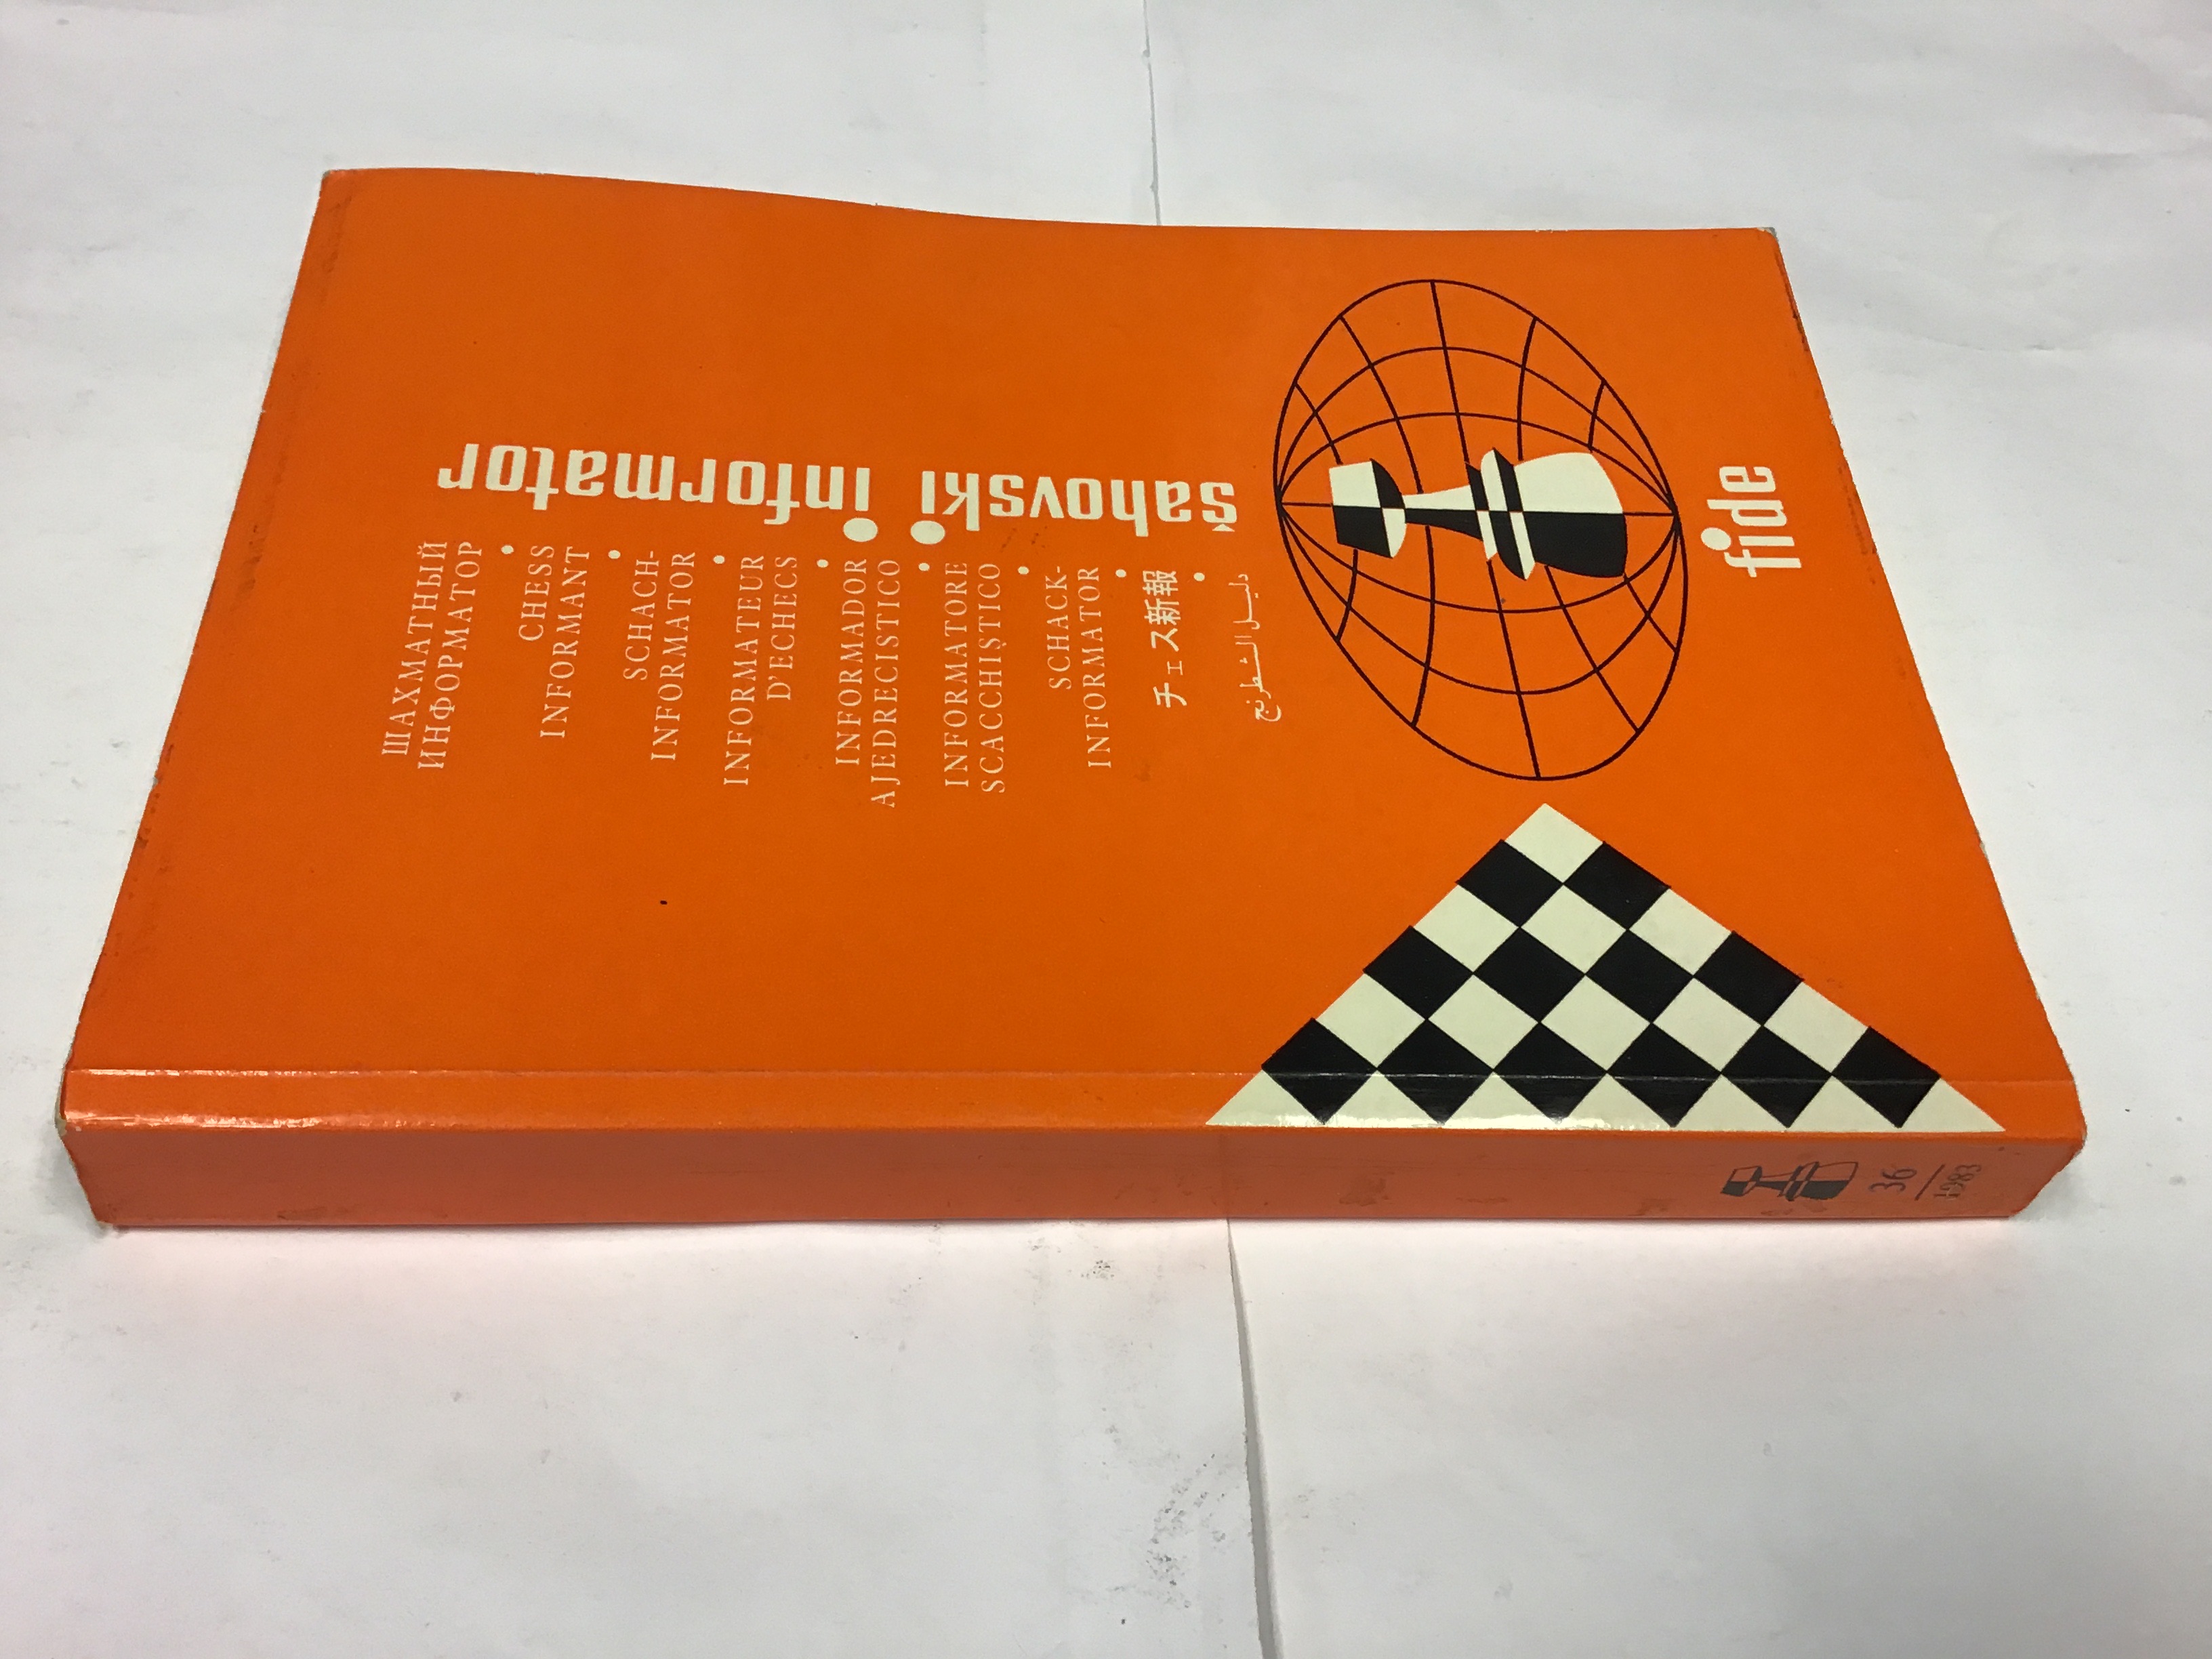 fide
šahovski informator
دليل الشطرنج
チェス新報
SCHACK-
INFORMATOR
INFORMATORE
SCACCHISTICO
INFORMADOR
AJEDRECISTICO
INFORMATEUR
D'ECHECS
SCHACH-
INFORMATOR
CHESS
INFORMANT
ШАХМАТНЫЙ
ИНФОРМАТОР
36
1983